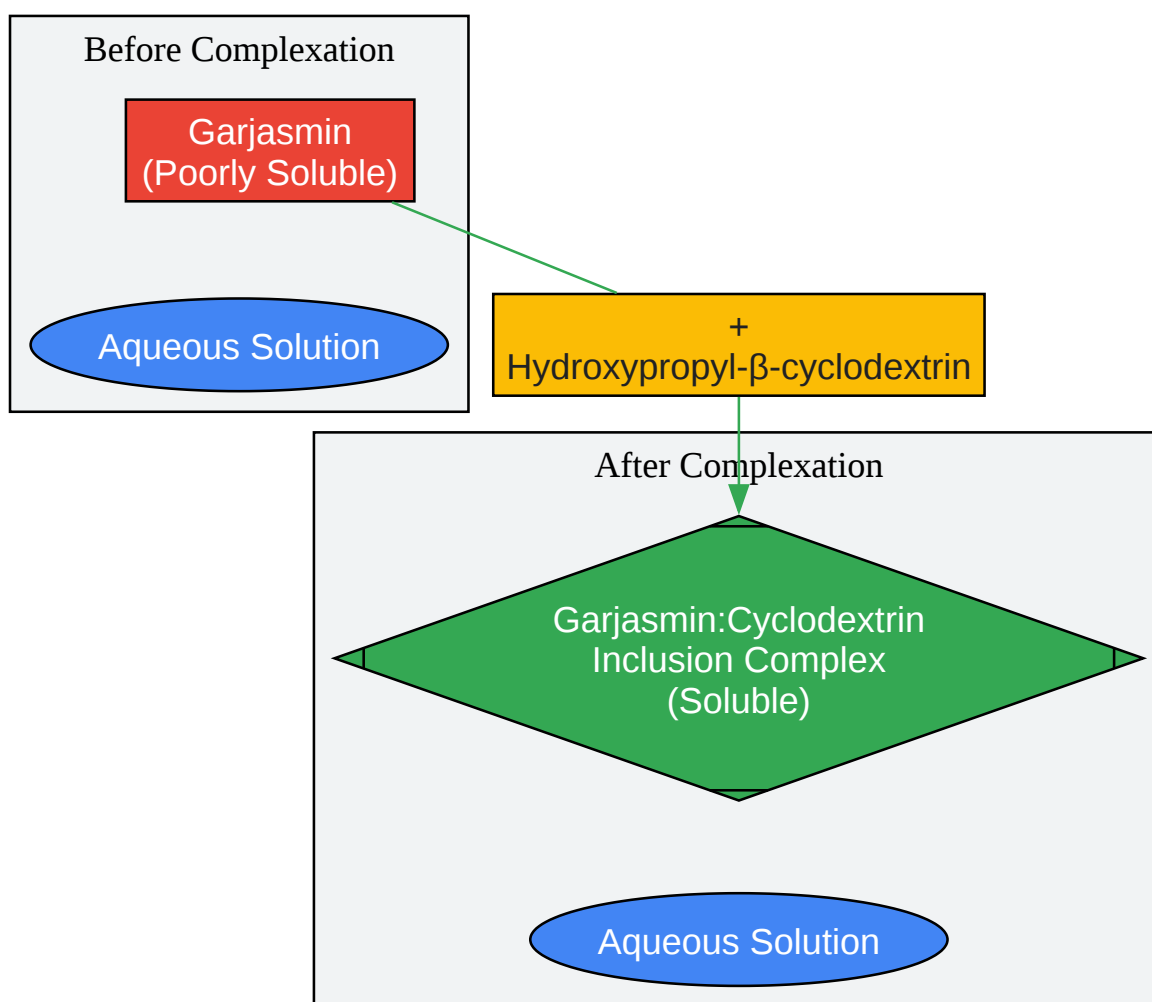 Before Complexation
Garjasmin
(Poorly Soluble)
Aqueous Solution
+
Hydroxypropyl-β-cyclodextrin
After Complexation
Garjasmin:Cyclodextrin
Inclusion Complex
(Soluble)
Aqueous Solution